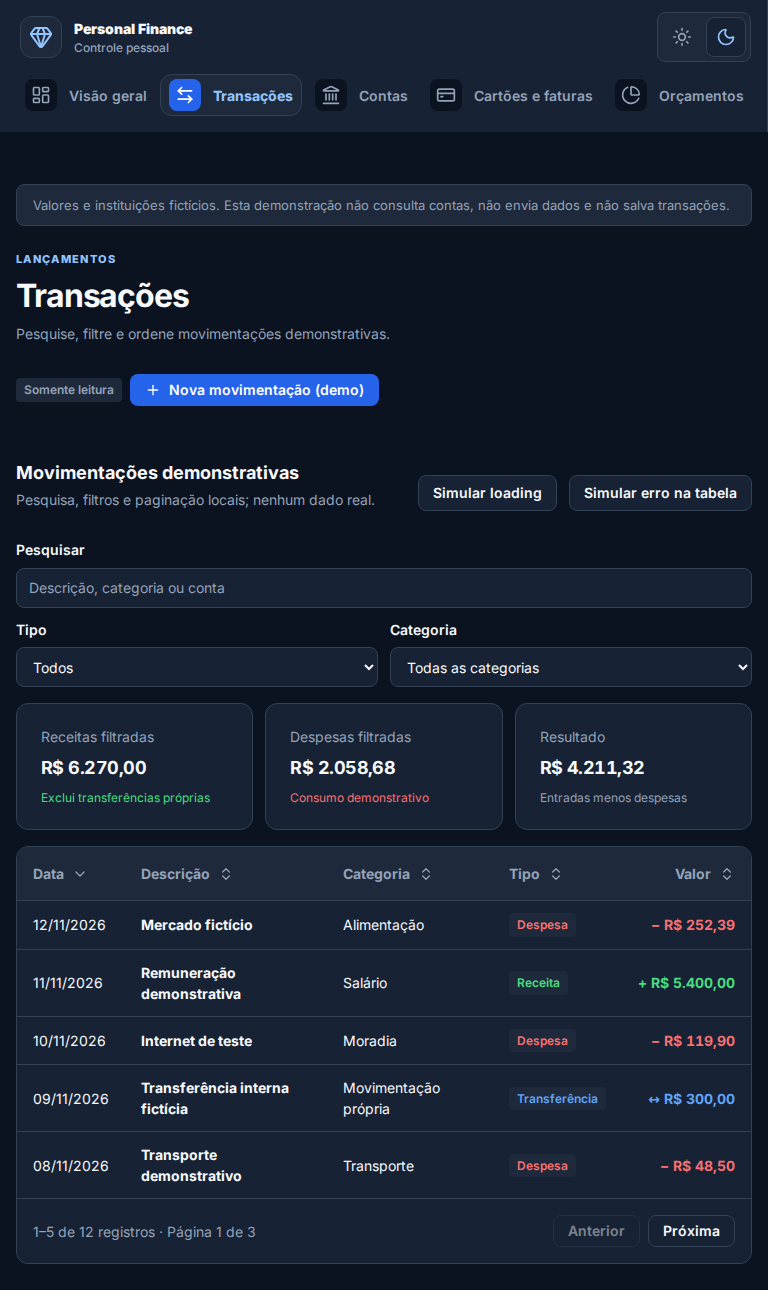 Personal Finance
Controle pessoal
Visão geral
Transações
Contas
Cartões e faturas
Orçamentos
Valores e instituições fictícios. Esta demonstração não consulta contas, não envia dados e não salva transações.
LANÇAMENTOS
Transações
Pesquise, filtre e ordene movimentações demonstrativas.
Somente leitura
+ Nova movimentação (demo)
Movimentações demonstrativas
Pesquisa, filtros e paginação locais; nenhum dado real.
Simular loading
Simular erro na tabela
Pesquisar
Descrição, categoria ou conta
Tipo
Categoria
Todos
Todas as categorias
Receitas filtradas
R$ 6.270,00
Exclui transferências próprias
Despesas filtradas
R$ 2.058,68
Consumo demonstrativo
Resultado
R$ 4.211,32
Entradas menos despesas
Data Descrição Categoria Tipo Valor
12/11/2026 Mercado fictício Alimentação Despesa − R$ 252,39
11/11/2026 Remuneração
demonstrativa Salário Receita + R$ 5.400,00
10/11/2026 Internet de teste Moradia Despesa − R$ 119,90
09/11/2026 Transferência interna
fictícia Movimentação
própria Transferência ↔ R$ 300,00
08/11/2026 Transporte
demonstrativo Transporte Despesa − R$ 48,50
1–5 de 12 registros · Página 1 de 3
Anterior
Próxima